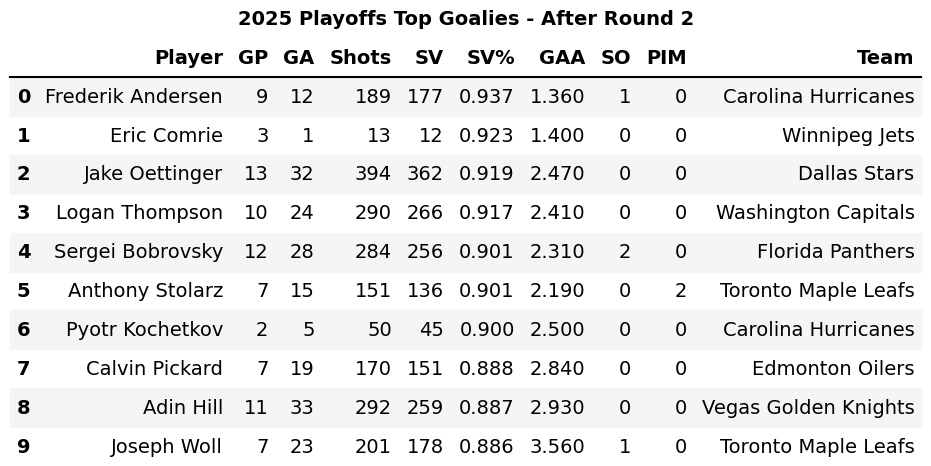 2025 Playoffs Top Goalies - After Round 2
Player GP GA Shots SV SV% GAA SO PIM Team
0 Frederik Andersen 9 12 189 177 0.937 1.360 1 0 Carolina Hurricanes
1 Eric Comrie 3 1 13 12 0.923 1.400 0 0 Winnipeg Jets
2 Jake Oettinger 13 32 394 362 0.919 2.470 0 0 Dallas Stars
3 Logan Thompson 10 24 290 266 0.917 2.410 0 0 Washington Capitals
4 Sergei Bobrovsky 12 28 284 256 0.901 2.310 2 0 Florida Panthers
5 Anthony Stolarz 7 15 151 136 0.901 2.190 0 2 Toronto Maple Leafs
6 Pyotr Kochetkov 2 5 50 45 0.900 2.500 0 0 Carolina Hurricanes
7 Calvin Pickard 7 19 170 151 0.888 2.840 0 0 Edmonton Oilers
8 Adin Hill 11 33 292 259 0.887 2.930 0 0 Vegas Golden Knights
9 Joseph Woll 7 23 201 178 0.886 3.560 1 0 Toronto Maple Leafs